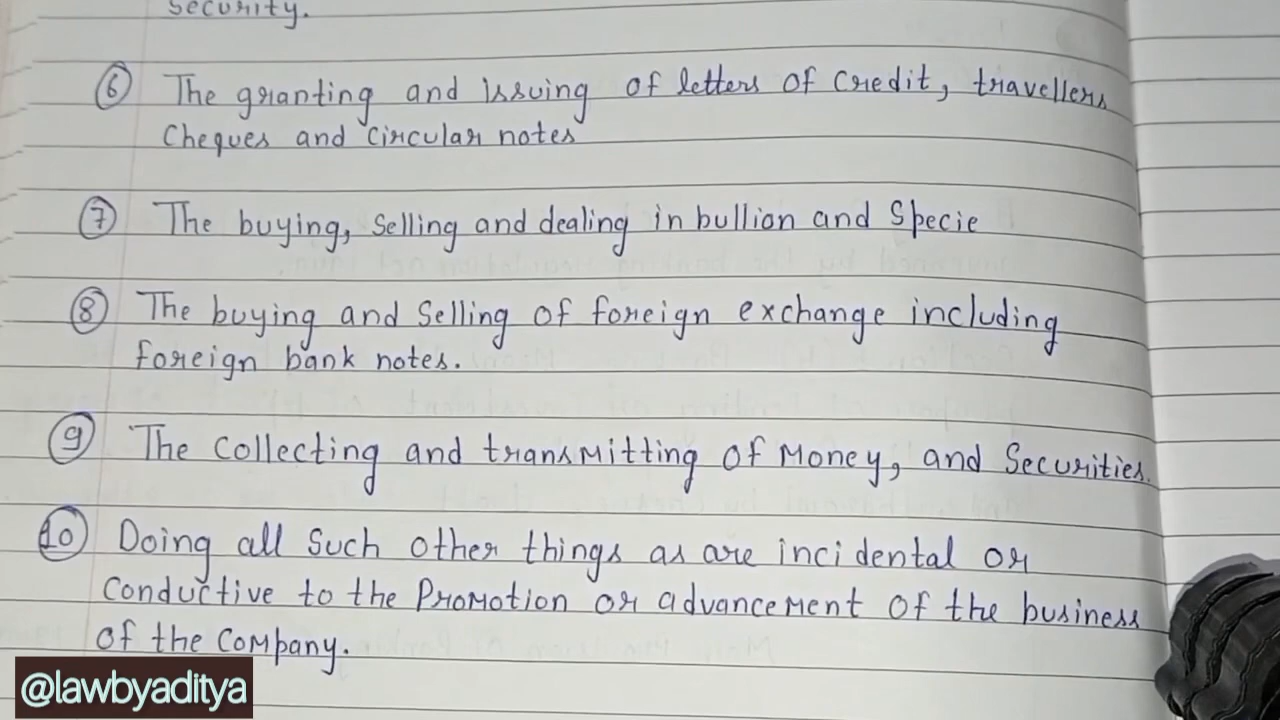 security.
⑥ The granting and issuing of letters of credit, travellers
Cheques and circular notes
⑦ The buying, selling and dealing in bullion and specie
⑧ The buying and selling of foreign exchange including
foreign bank notes.
⑨ The collecting and transmitting of Money, and Securities.
⑩ Doing all such other things as are incidental or
Conductive to the Promotion or advancement of the business
of the company.
@lawbyaditya